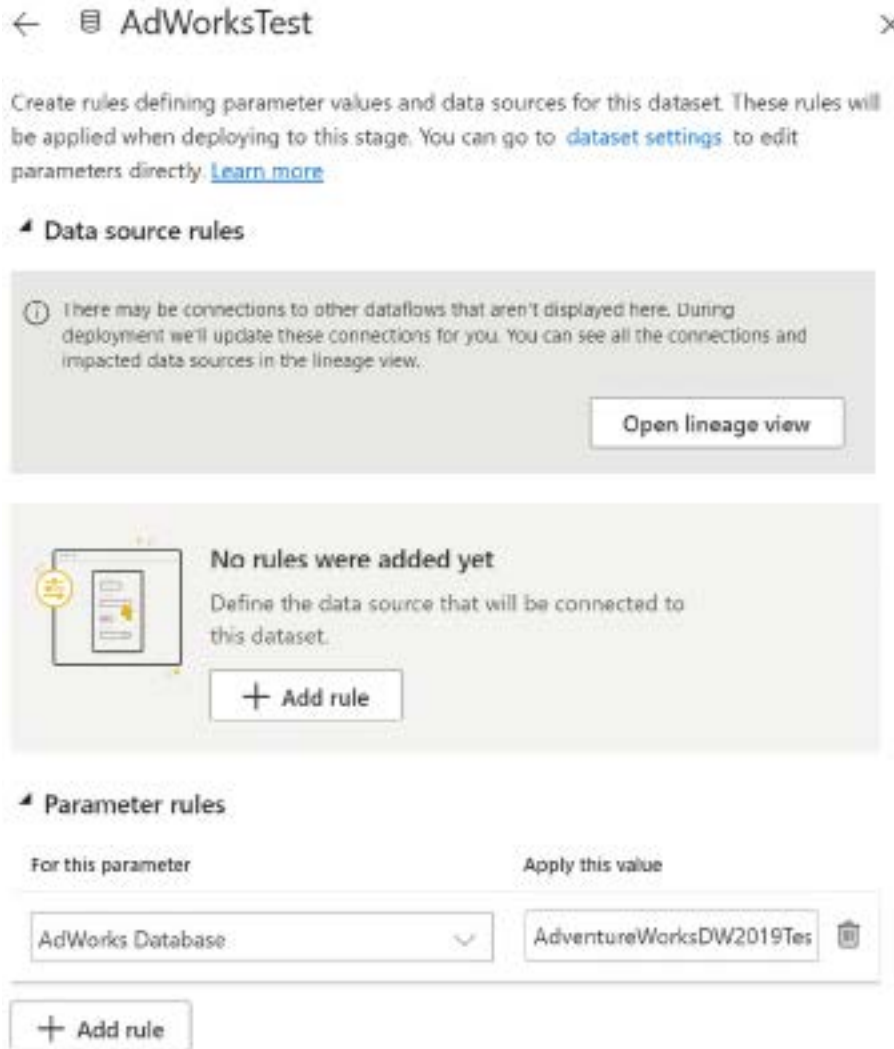 AdWorksTest
Create rules defining parameter values and data sources for this dataset. These rules will
be applied when deploying to this stage. You can go to dataset settings to edit
parameters directly. Learn more
Data source rules
There may be connections to other dataflows that aren't displayed here. During
deployment we'll update these connections for you. You can see all the connections and
impacted data sources in the lineage view.
Open lineage view
No rules were added yet
Define the data source that will be connected to
this dataset.
+ Add rule
Parameter rules
For this parameter
Apply this value
AdWorks Database
AdventureWorksDW2019Tes
+ Add rule